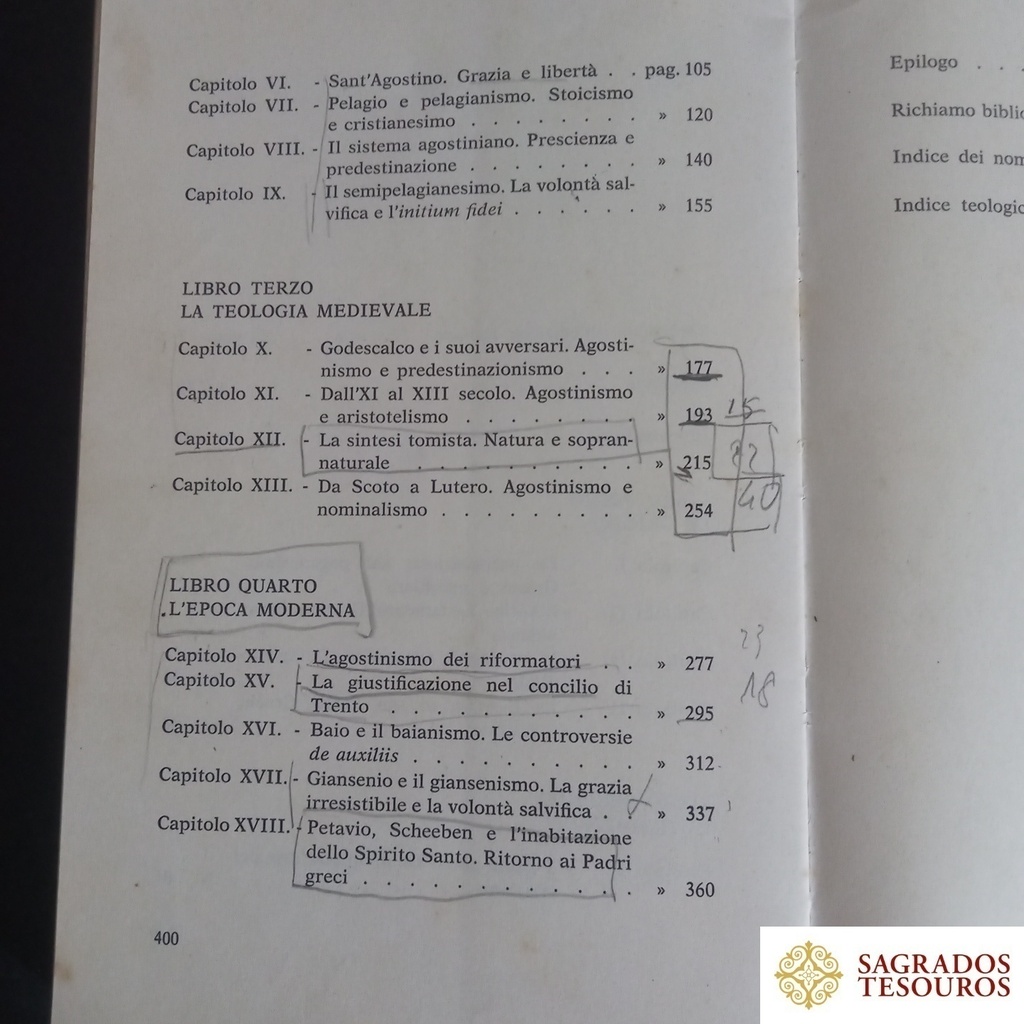 Capitolo VI. - Sant'Agostino. Grazia e libertà . . pag. 105
Capitolo VII. - Pelagio e pelagianismo. Stoicismo
e cristianesimo . . . . . . . . » 120
Capitolo VIII. - Il sistema agostiniano. Prescienza e
predestinazione . . . . . . . . » 140
Capitolo IX. - Il semipelagianesimo. La volontà sal-
vifica e l'initium fidei . . . . . . » 155
LIBRO TERZO
LA TEOLOGIA MEDIEVALE
Capitolo X. - Godescalco e i suoi avversari. Agosti-
nismo e predestinazionismo . . . » 177
Capitolo XI. - Dall'XI al XIII secolo. Agostinismo
e aristotelismo . . . . . . . . » 193 15
Capitolo XII. - La sintesi tomista. Natura e sopran-
naturale . . . . . . . . . . » 215 22
Capitolo XIII. - Da Scoto a Lutero. Agostinismo e 40
nominalismo . . . . . . . . . » 254
LIBRO QUARTO
L'EPOCA MODERNA
23
Capitolo XIV. - L'agostinismo dei riformatori . . » 277
Capitolo XV. - La giustificazione nel concilio di 18
Trento . . . . . . . . . . . » 295
Capitolo XVI. - Baio e il baianismo. Le controversie
de auxiliis . . . . . . . . . . » 312
Capitolo XVII. - Giansenio e il giansenismo. La grazia
irresistibile e la volontà salvifica . . » 337
Capitolo XVIII. - Petavio, Scheeben e l'inabitazione
dello Spirito Santo. Ritorno ai Padri
greci . . . . . . . . . . . . » 360
400
Epilogo . . .
Richiamo biblio
Indice dei nom
Indice teologic
SAGRADOS
TESOUROS